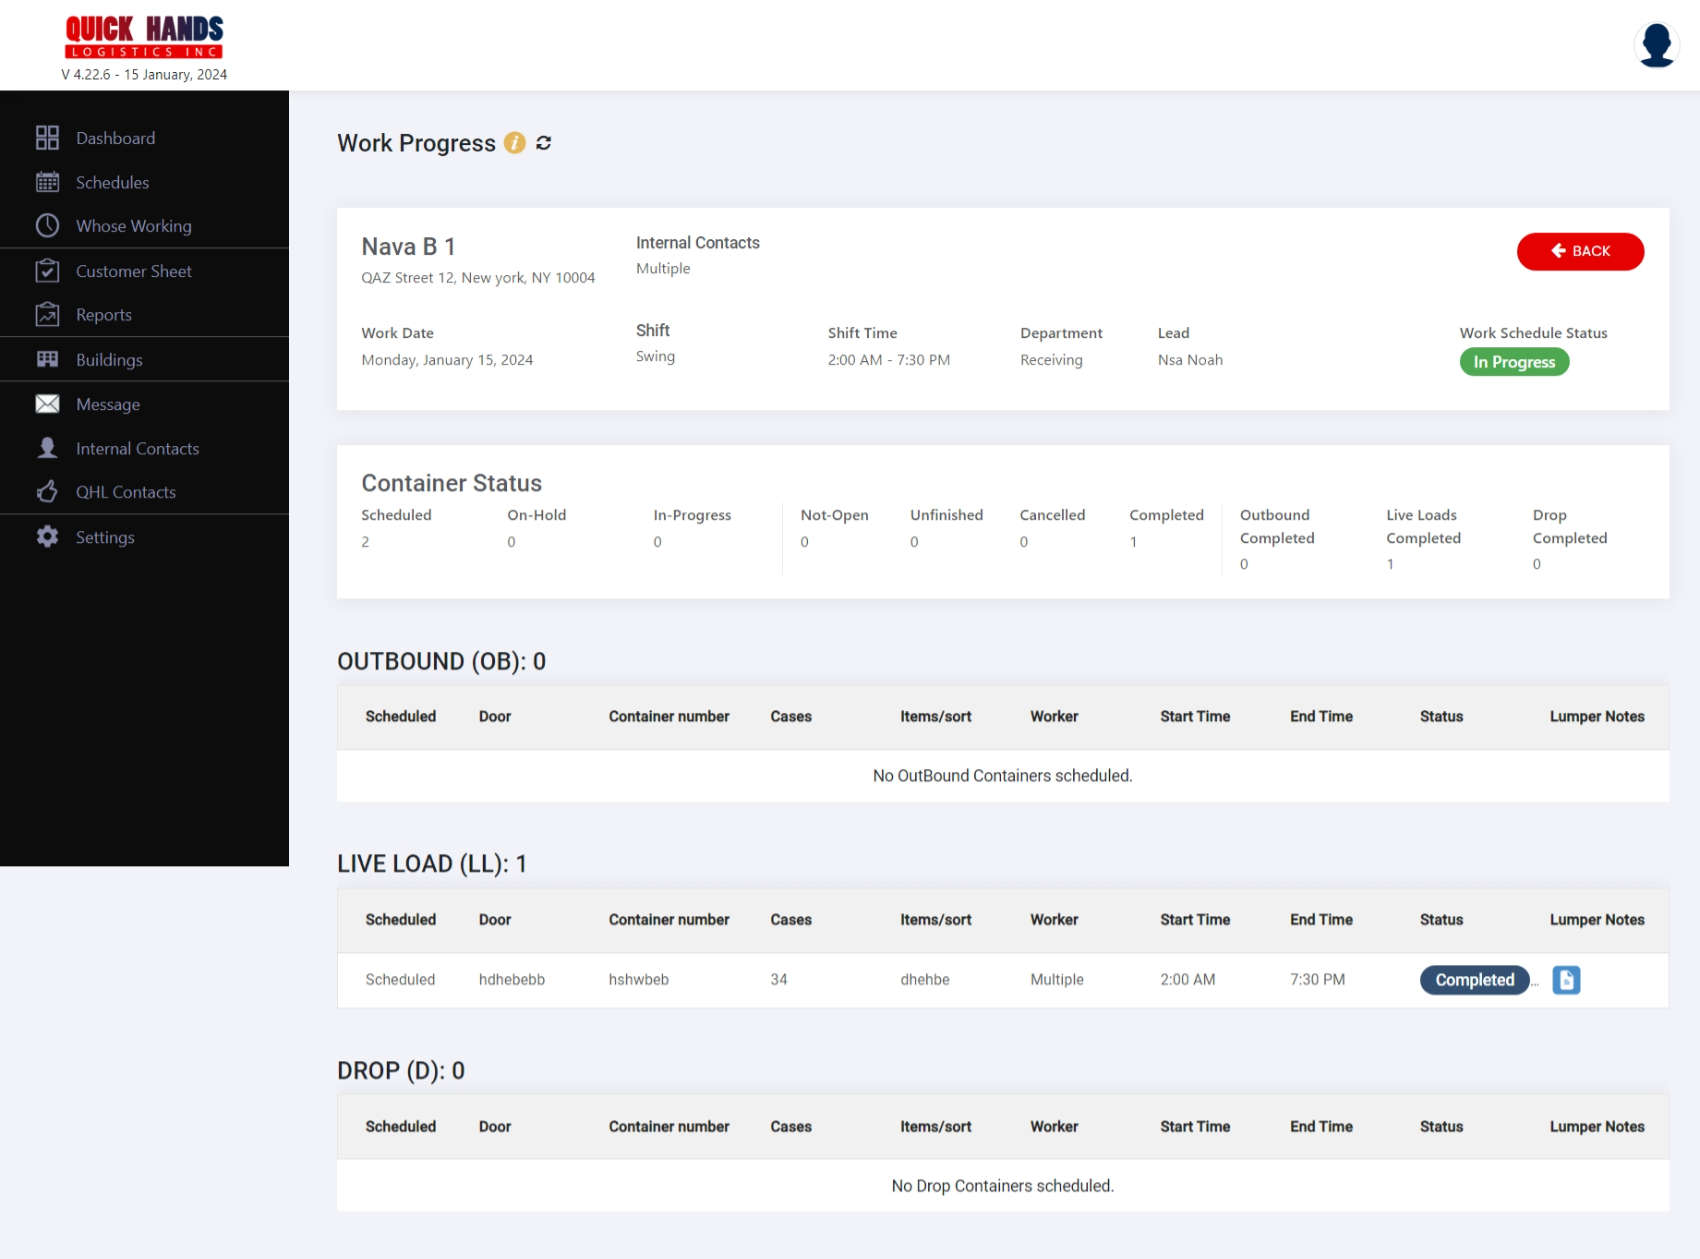 QUICK HANDS
LOGISTICS INC
V 4.22.6 - 15 January, 2024
Dashboard
Schedules
Whose Working
Customer Sheet
Reports
Buildings
Message
Internal Contacts
QHL Contacts
Settings
Work Progress i
Nava B 1
QAZ Street 12, New york, NY 10004
Internal Contacts
Multiple
BACK
Work Date
Monday, January 15, 2024
Shift
Swing
Shift Time
2:00 AM - 7:30 PM
Department
Receiving
Lead
Nsa Noah
Work Schedule Status
In Progress
Container Status
Scheduled
2
On-Hold
0
In-Progress
0
Not-Open
0
Unfinished
0
Cancelled
0
Completed
1
Outbound
Completed
0
Live Loads
Completed
1
Drop
Completed
0
OUTBOUND (OB): 0
Scheduled Door Container number Cases Items/sort Worker Start Time End Time Status Lumper Notes
No OutBound Containers scheduled.
LIVE LOAD (LL): 1
Scheduled Door Container number Cases Items/sort Worker Start Time End Time Status Lumper Notes
Scheduled hdhebebb hshwbeb 34 dhehbe Multiple 2:00 AM 7:30 PM Completed ...
DROP (D): 0
Scheduled Door Container number Cases Items/sort Worker Start Time End Time Status Lumper Notes
No Drop Containers scheduled.